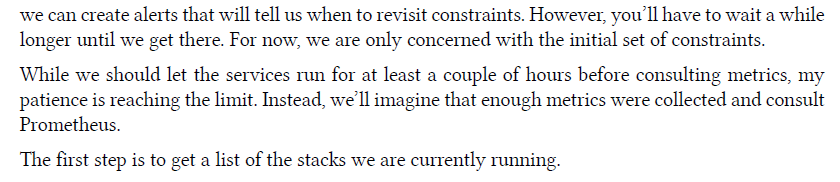 we can create alerts that will tell us when to revisit constraints. However, you’ll have to wait a while
longer until we get there. For now, we are only concerned with the initial set of constraints.
While we should let the services run for at least a couple of hours before consulting metrics, my
patience is reaching the limit. Instead, we’ll imagine that enough metrics were collected and consult
Prometheus.
The first step is to get a list of the stacks we are currently running.